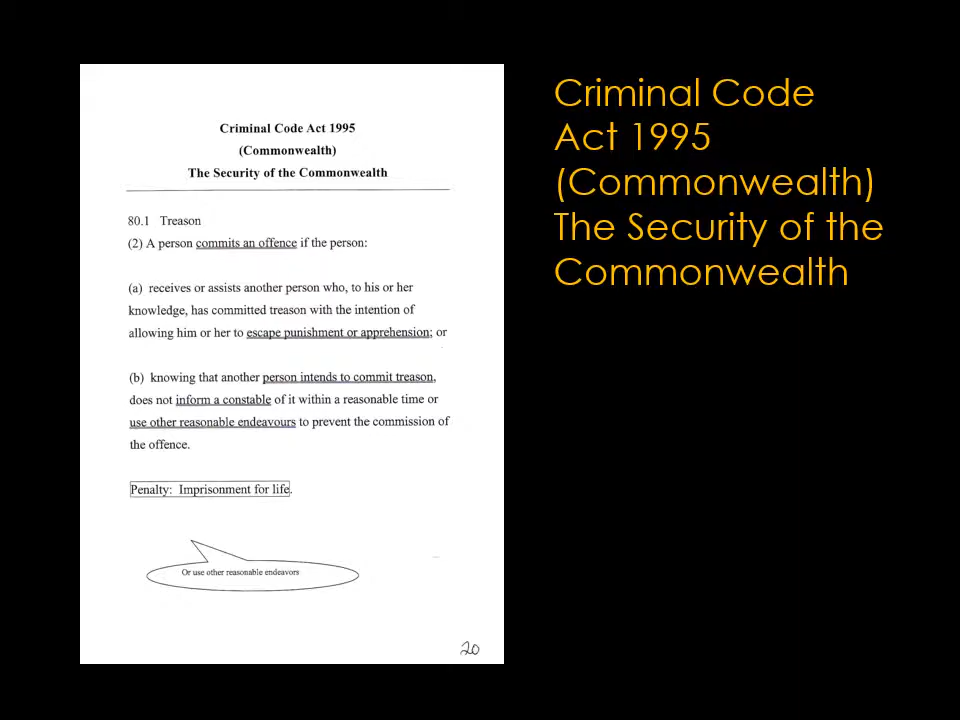 Criminal Code Act 1995
(Commonwealth)
The Security of the Commonwealth
80.1 Treason
(2) A person commits an offence if the person:
(a) receives or assists another person who, to his or her
knowledge, has committed treason with the intention of
allowing him or her to escape punishment or apprehension; or
(b) knowing that another person intends to commit treason,
does not inform a constable of it within a reasonable time or
use other reasonable endeavours to prevent the commission of
the offence.
Penalty: Imprisonment for life.
Or use other reasonable endeavors
20
Criminal Code
Act 1995
(Commonwealth)
The Security of the
Commonwealth